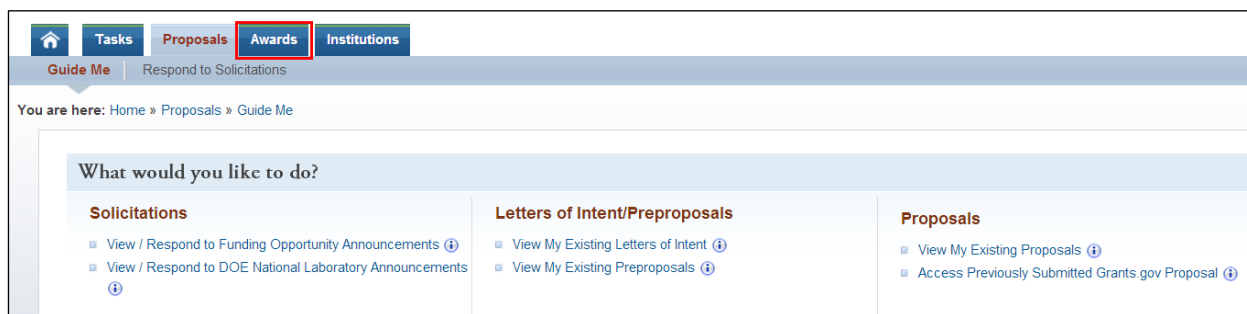 Tasks Proposals Awards Institutions
Guide Me Respond to Solicitations
You are here: Home » Proposals » Guide Me
What would you like to do?
Solicitations
View / Respond to Funding Opportunity Announcements
View / Respond to DOE National Laboratory Announcements
Letters of Intent/Preproposals
View My Existing Letters of Intent
View My Existing Preproposals
Proposals
View My Existing Proposals
Access Previously Submitted Grants.gov Proposal